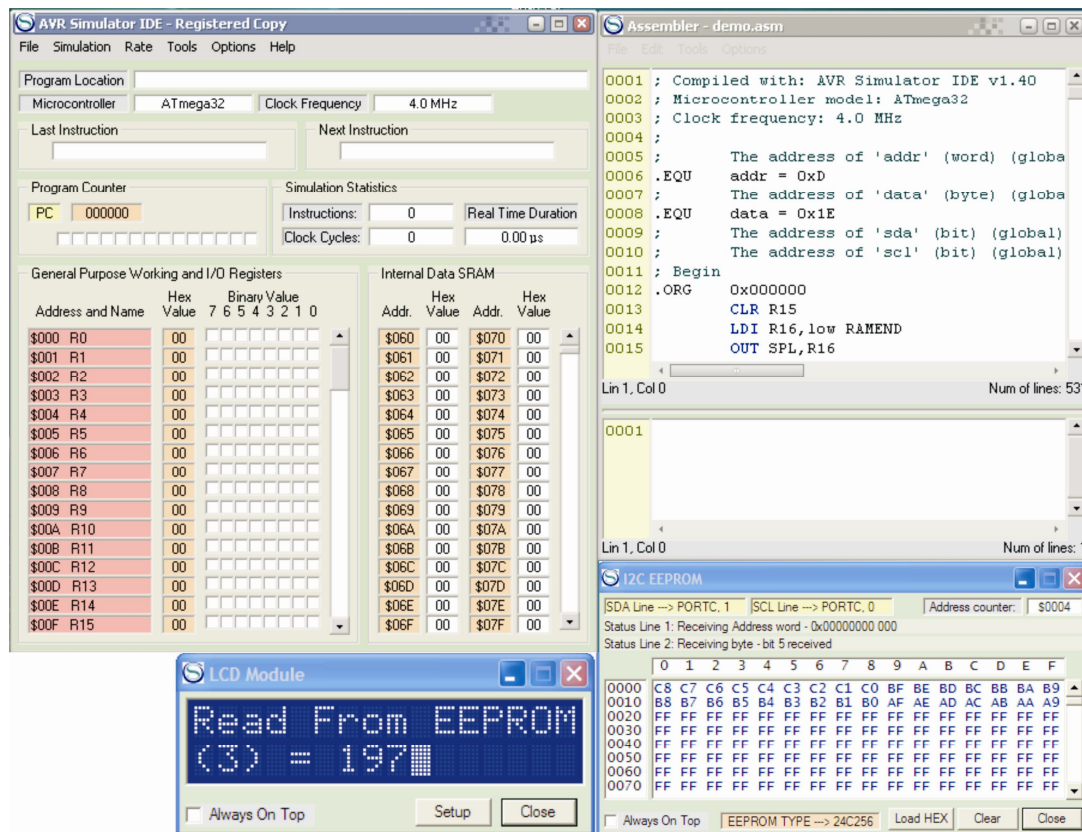 AVR Simulator IDE - Registered Copy
File Simulation Rate Tools Options Help
Program Location
Microcontroller ATmega32 Clock Frequency 4.0 MHz
Last Instruction Next Instruction
Program Counter Simulation Statistics
PC 000000 Instructions: 0 Real Time Duration
Clock Cycles: 0 0.00 µs
General Purpose Working and I/O Registers Internal Data SRAM
Hex Binary Value Hex Hex
Address and Name Value 7 6 5 4 3 2 1 0 Addr. Value Addr. Value
$000 R0 00 $060 00 $070 00
$001 R1 00 $061 00 $071 00
$002 R2 00 $062 00 $072 00
$003 R3 00 $063 00 $073 00
$004 R4 00 $064 00 $074 00
$005 R5 00 $065 00 $075 00
$006 R6 00 $066 00 $076 00
$007 R7 00 $067 00 $077 00
$008 R8 00 $068 00 $078 00
$009 R9 00 $069 00 $079 00
$00A R10 00 $06A 00 $07A 00
$00B R11 00 $06B 00 $07B 00
$00C R12 00 $06C 00 $07C 00
$00D R13 00 $06D 00 $07D 00
$00E R14 00 $06E 00 $07E 00
$00F R15 00 $06F 00 $07F 00
Assembler - demo.asm
File Edit Tools Options
0001 ; Compiled with: AVR Simulator IDE v1.40
0002 ; Microcontroller model: ATmega32
0003 ; Clock frequency: 4.0 MHz
0004 ;
0005 ; The address of 'addr' (word) (globa
0006 .EQU addr = 0xD
0007 ; The address of 'data' (byte) (globa
0008 .EQU data = 0x1E
0009 ; The address of 'sda' (bit) (global)
0010 ; The address of 'scl' (bit) (global)
0011 ; Begin
0012 .ORG 0x000000
0013 CLR R15
0014 LDI R16,low RAMEND
0015 OUT SPL,R16
Lin 1, Col 0 Num of lines: 531
0001
Lin 1, Col 0 Num of lines: 1
LCD Module
Read From EEPROM
(3) = 197
Always On Top Setup Close
I2C EEPROM
SDA Line ---> PORTC, 1 SCL Line ---> PORTC, 0 Address counter: $0004
Status Line 1: Receiving Address word - 0x00000000 000
Status Line 2: Receiving byte - bit 5 received
0 1 2 3 4 5 6 7 8 9 A B C D E F
0000 C8 C7 C6 C5 C4 C3 C2 C1 C0 BF BE BD BC BB BA B9
0010 B8 B7 B6 B5 B4 B3 B2 B1 B0 AF AE AD AC AB AA A9
0020 FF FF FF FF FF FF FF FF FF FF FF FF FF FF FF FF
0030 FF FF FF FF FF FF FF FF FF FF FF FF FF FF FF FF
0040 FF FF FF FF FF FF FF FF FF FF FF FF FF FF FF FF
0050 FF FF FF FF FF FF FF FF FF FF FF FF FF FF FF FF
0060 FF FF FF FF FF FF FF FF FF FF FF FF FF FF FF FF
0070 FF FF FF FF FF FF FF FF FF FF FF FF FF FF FF FF
Always On Top EEPROM TYPE ---> 24C256 Load HEX Clear Close